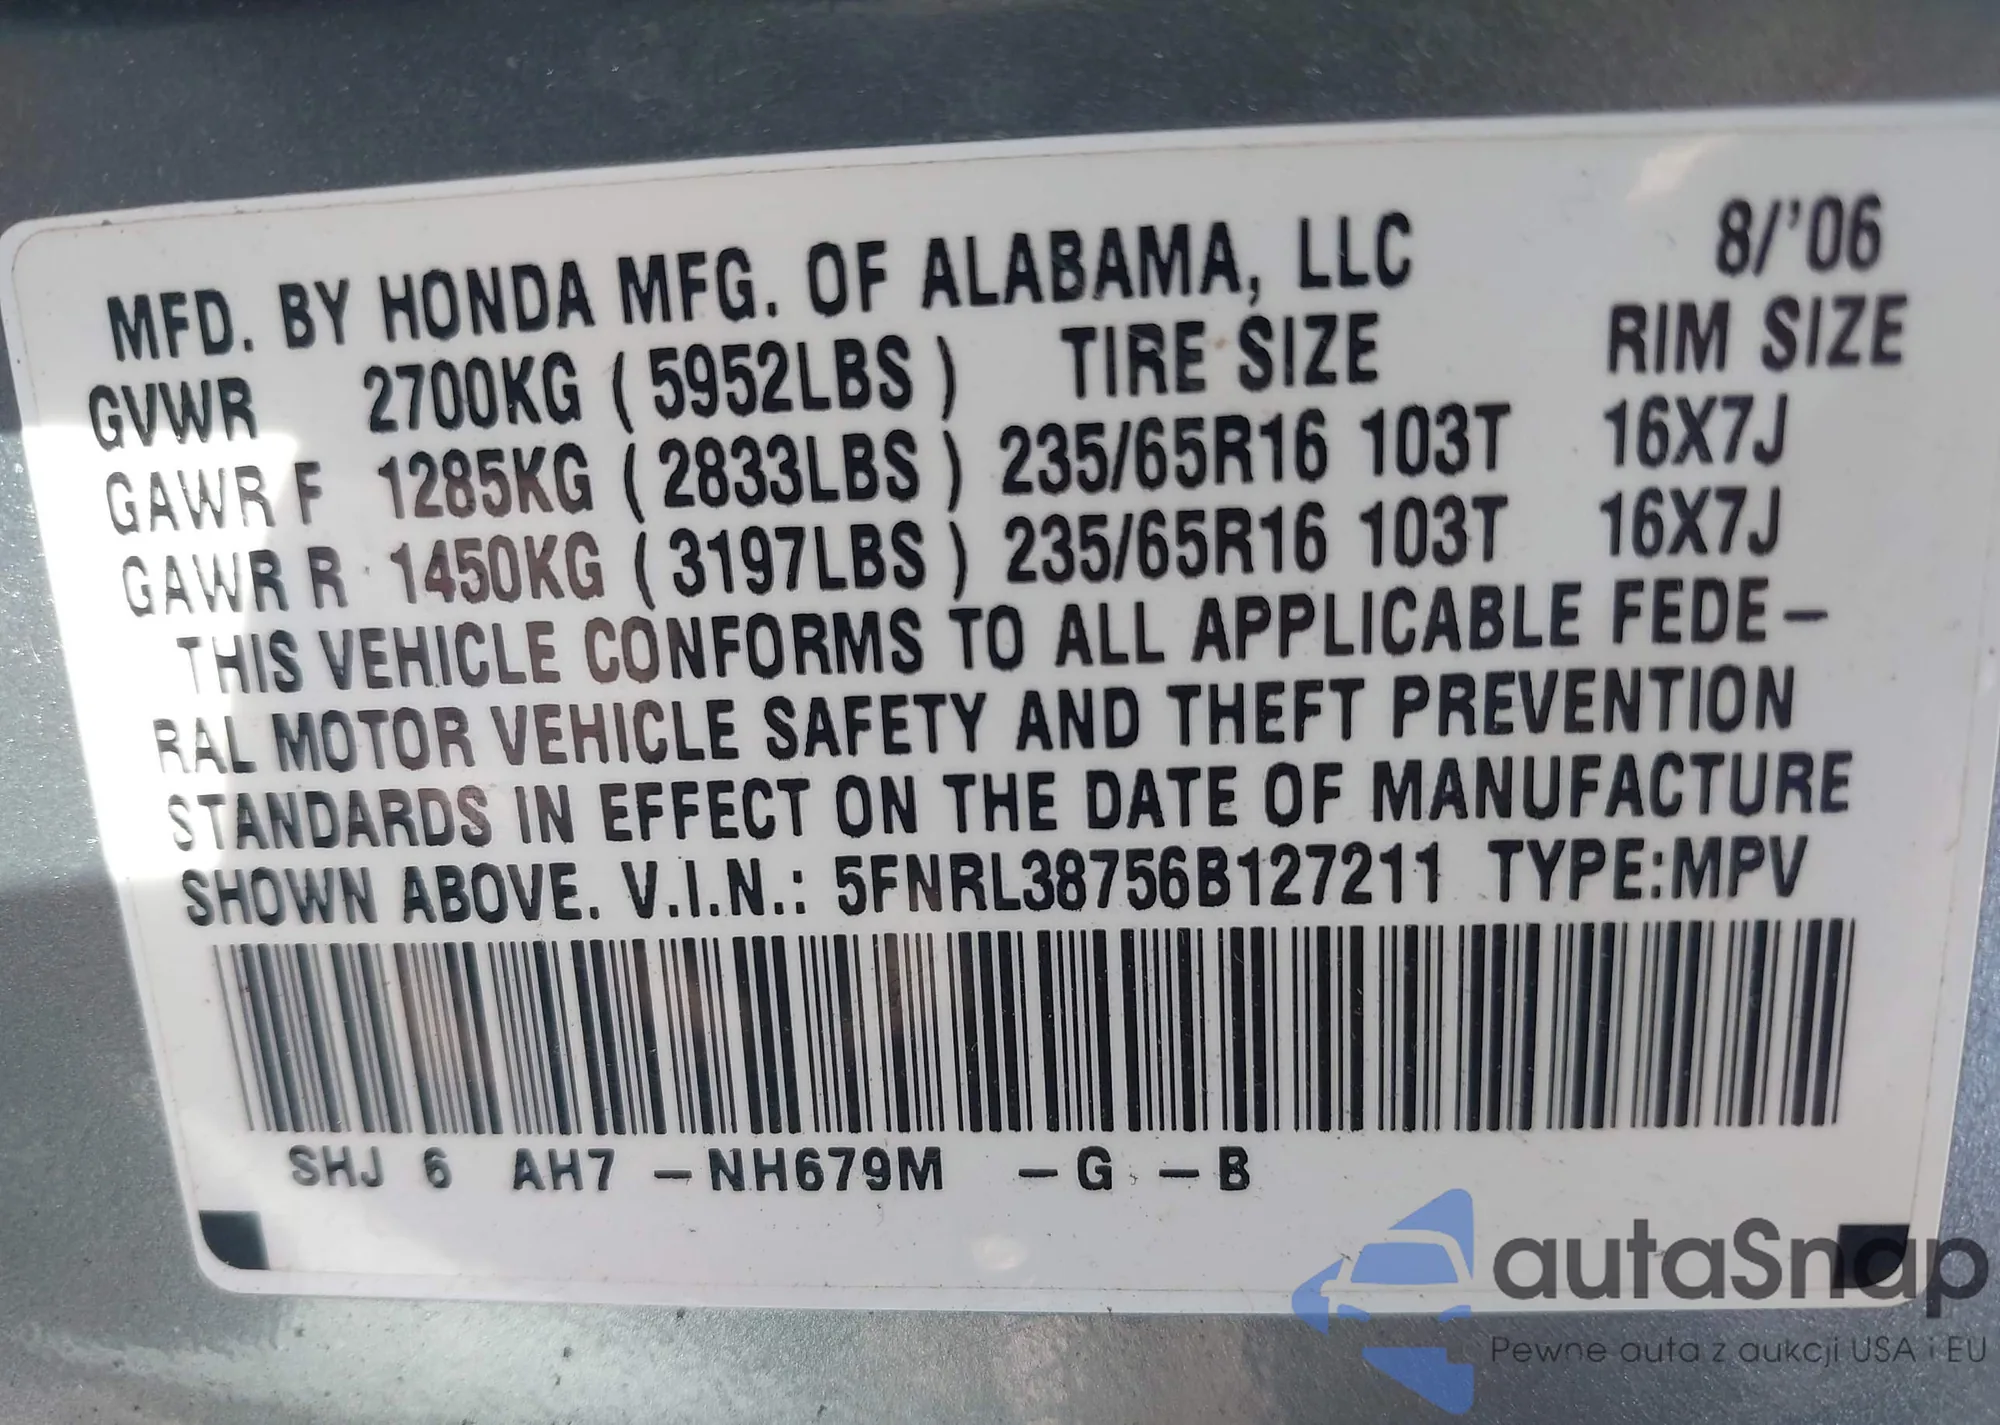 MFD. BY HONDA MFG. OF ALABAMA, LLC 8/'06
GVWR 2700KG ( 5952LBS ) TIRE SIZE RIM SIZE
GAWR F 1285KG ( 2833LBS ) 235/65R16 103T 16X7J
GAWR R 1450KG ( 3197LBS ) 235/65R16 103T 16X7J
THIS VEHICLE CONFORMS TO ALL APPLICABLE FEDE–
RAL MOTOR VEHICLE SAFETY AND THEFT PREVENTION
STANDARDS IN EFFECT ON THE DATE OF MANUFACTURE
SHOWN ABOVE. V.I.N.: 5FNRL38756B127211 TYPE:MPV
SHJ 6 AH7 –NH679M –G –B
autaSnap
Pewne auta z aukcji USA i EU